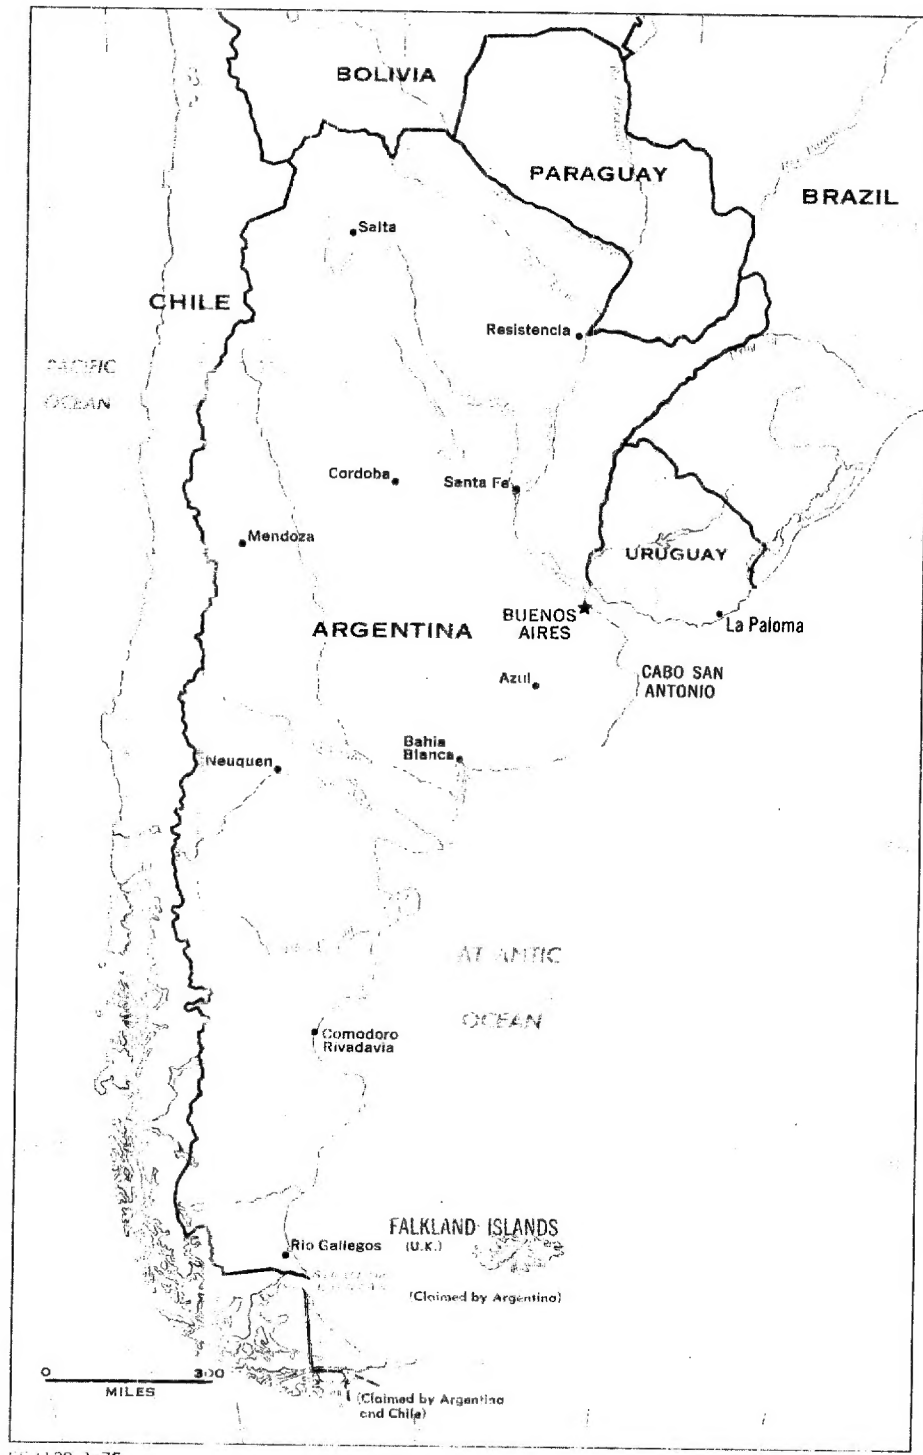 BOLIVIA
PARAGUAY
BRAZIL
Salta
CHILE
Resistencia
PACIFIC
OCEAN
Cordoba
Santa Fe
Mendoza
URUGUAY
BUENOS
AIRES
La Paloma
ARGENTINA
CABO SAN
ANTONIO
Azul
Bahia
Blanca
Neuquen
ATLANTIC
OCEAN
Comodoro
Rivadavia
FALKLAND ISLANDS
(U.K.)
Rio Gallegos
(Claimed by Argentina)
0 300
MILES
(Claimed by Argentina
and Chile)